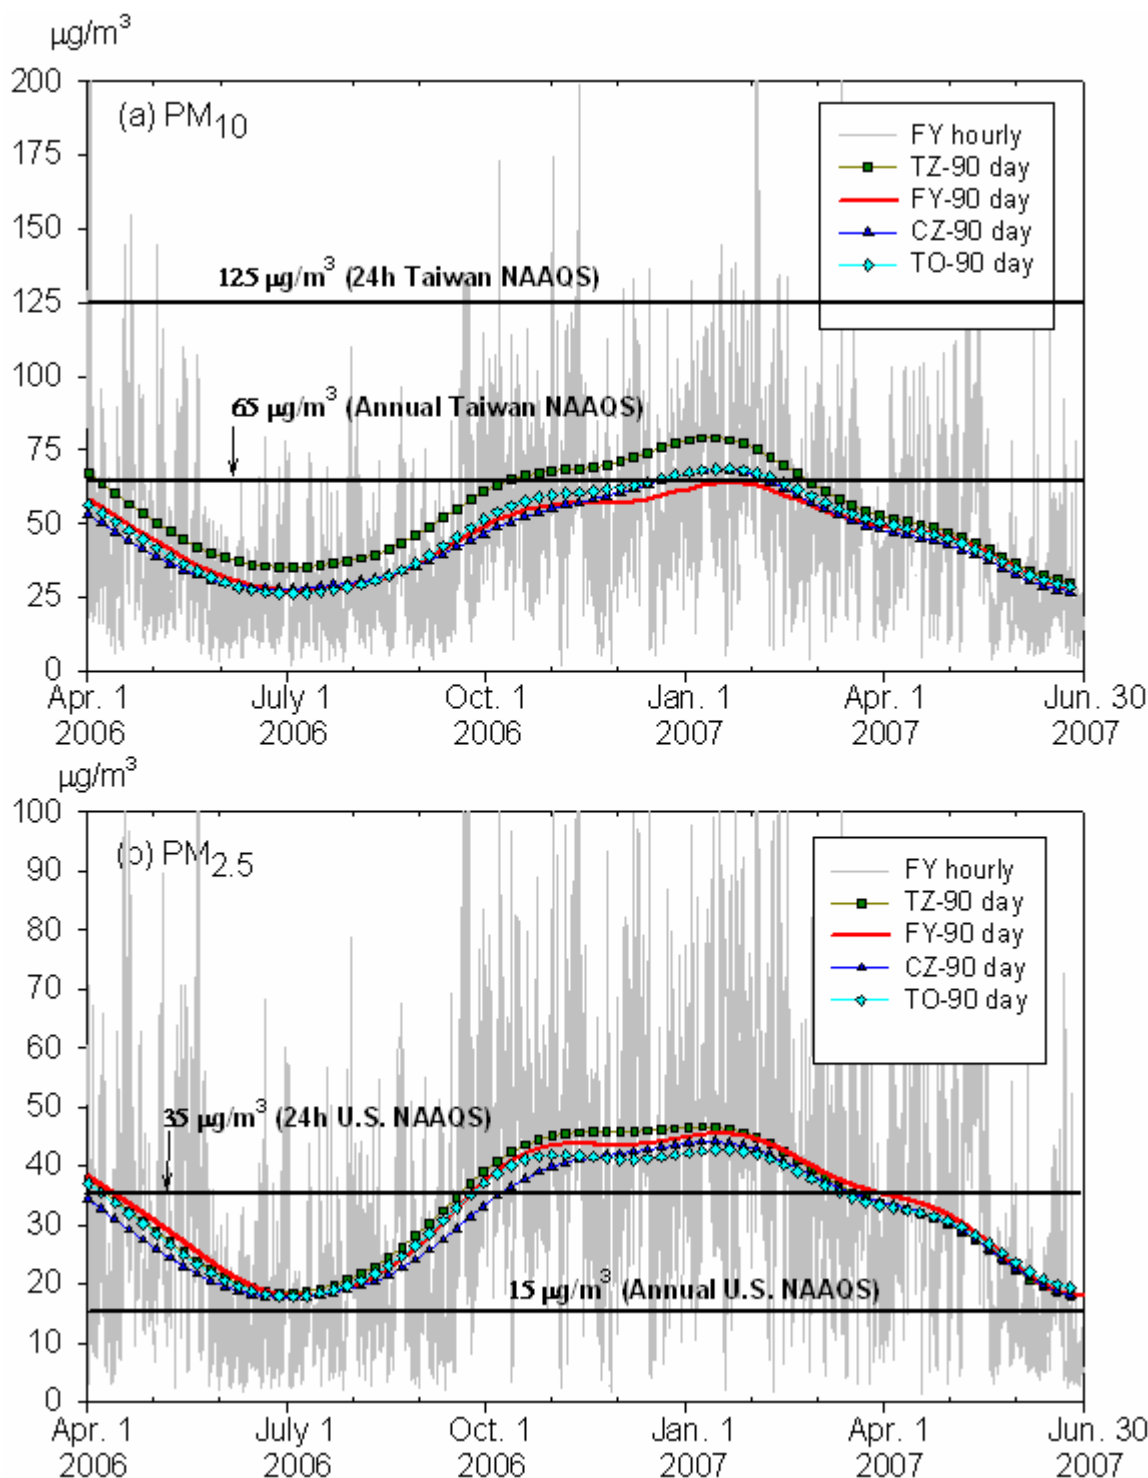 µg/m³
200
(a) PM10
175
150
125
100
75
50
25
0
FY hourly
TZ-90 day
FY-90 day
CZ-90 day
TO-90 day
125 µg/m³ (24h Taiwan NAAQS)
65 µg/m³ (Annual Taiwan NAAQS)
Apr. 1 July 1 Oct. 1 Jan. 1 Apr. 1 Jun. 30
2006 2006 2006 2007 2007 2007
µg/m³
100
(b) PM2.5
90
80
70
60
50
40
30
20
10
0
FY hourly
TZ-90 day
FY-90 day
CZ-90 day
TO-90 day
35 µg/m³ (24h U.S. NAAQS)
15 µg/m³ (Annual U.S. NAAQS)
Apr. 1 July 1 Oct. 1 Jan. 1 Apr. 1 Jun. 30
2006 2006 2006 2007 2007 2007